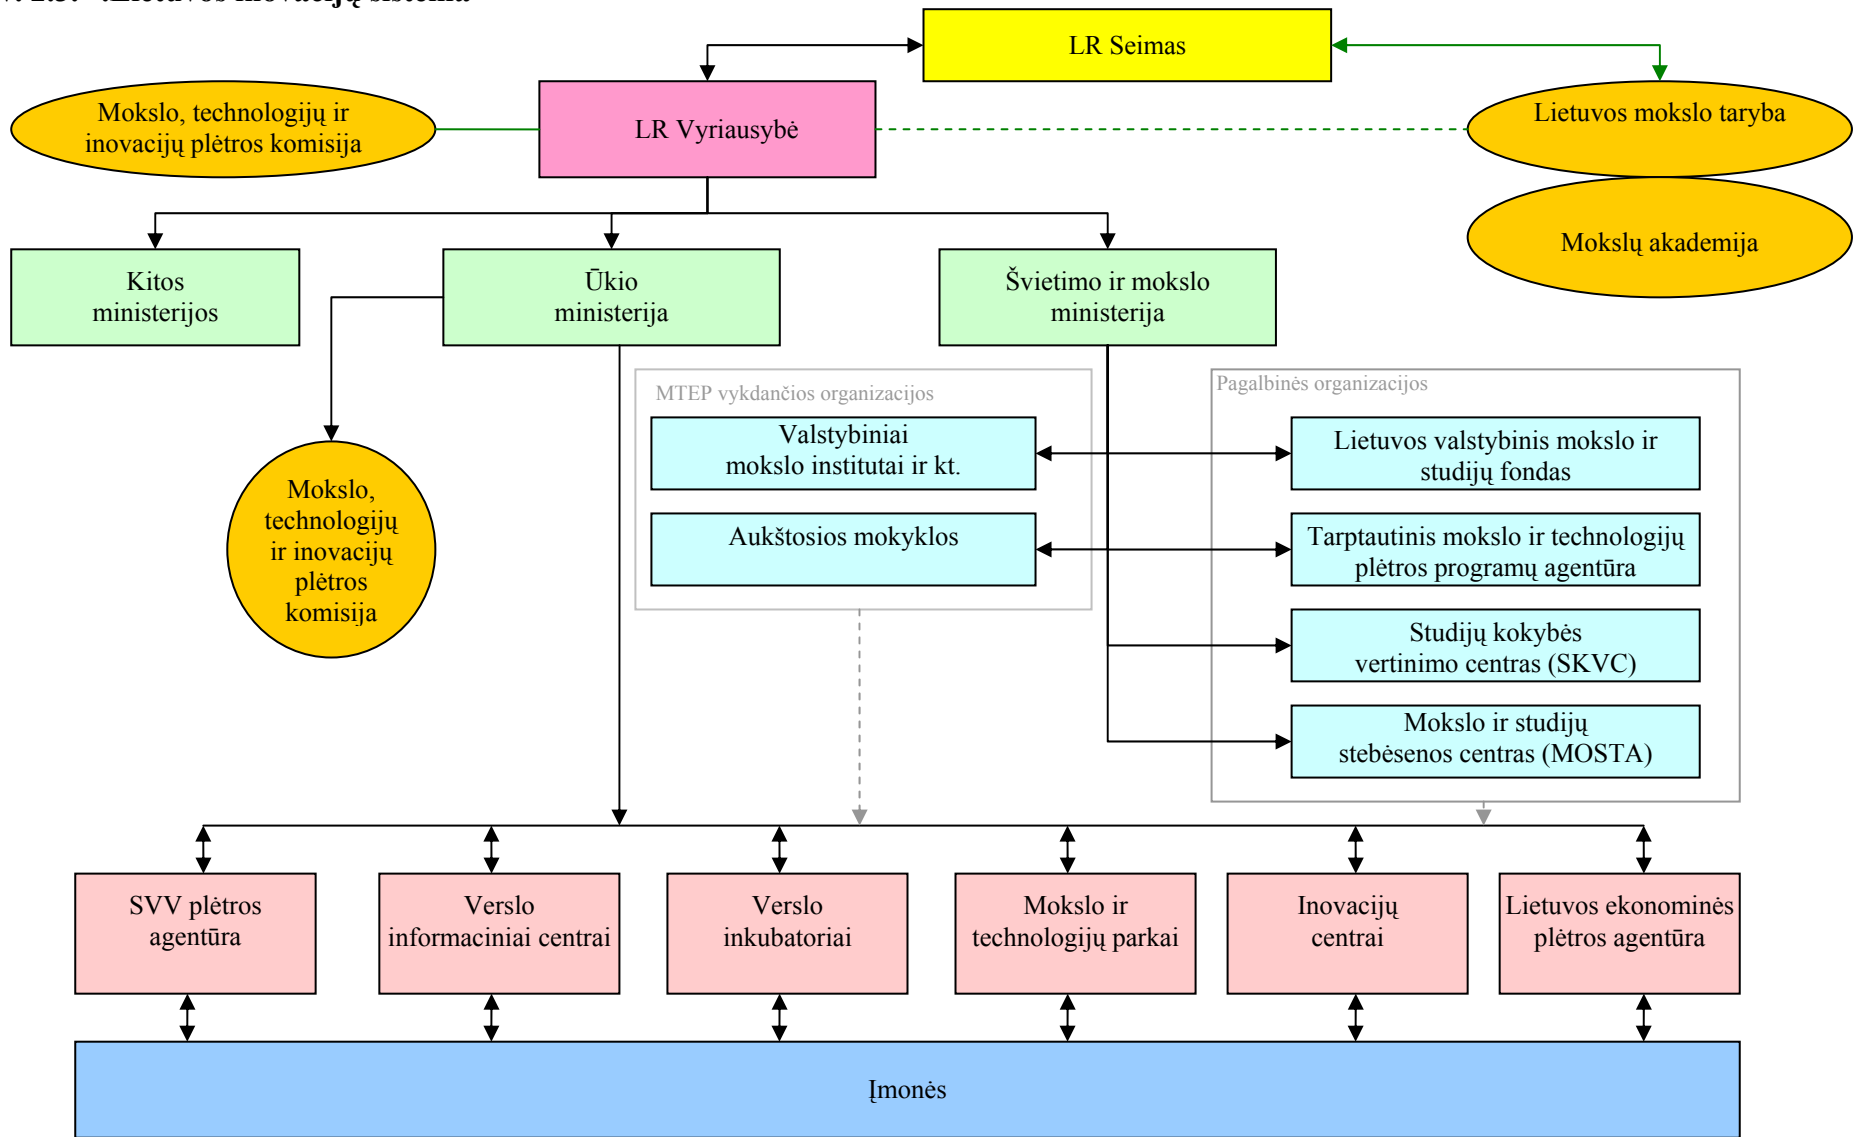 Lietuvos inovacijų sistema
LR Seimas
Mokslo, technologijų ir
inovacijų plėtros komisija
LR Vyriausybė
Lietuvos mokslo taryba
Mokslų akademija
Kitos
ministerijos
Ūkio
ministerija
Švietimo ir mokslo
ministerija
MTEP vykdančios organizacijos
Pagalbinės organizacijos
Valstybiniai
mokslo institutai ir kt.
Lietuvos valstybinis mokslo ir
studijų fondas
Mokslo,
technologijų
ir inovacijų
plėtros
komisija
Aukštosios mokyklos
Tarptautinis mokslo ir technologijų
plėtros programų agentūra
Studijų kokybės
vertinimo centras (SKVC)
Mokslo ir studijų
stebėsenos centras (MOSTA)
SVV plėtros
agentūra
Verslo
informaciniai centrai
Verslo
inkubatoriai
Mokslo ir
technologijų parkai
Inovacijų
centrai
Lietuvos ekonominės
plėtros agentūra
Įmonės